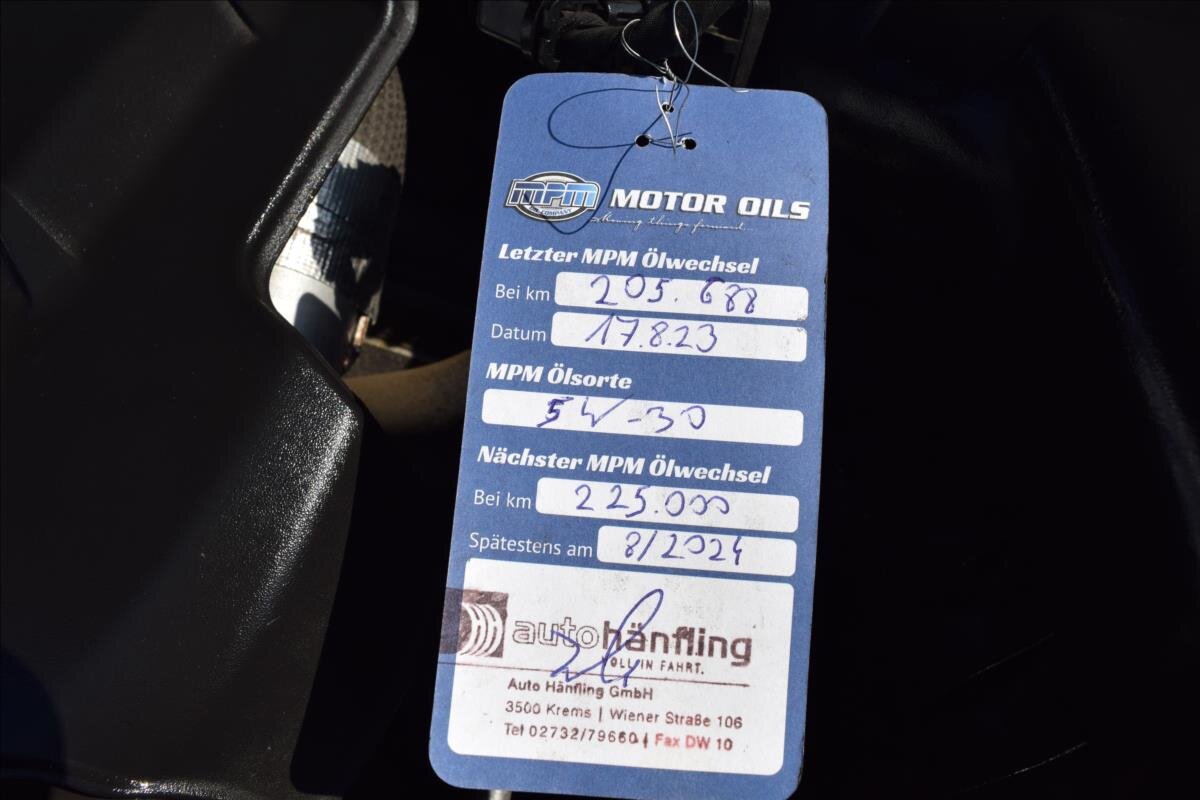 MPM MOTOR OILS
OIL COMPANY
Moving things forward.
Letzter MPM Ölwechsel
Bei km 205.688
Datum 17.8.23
MPM Ölsorte
5W-30
Nächster MPM Ölwechsel
Bei km 225.000
Spätestens am 8/2024
autohänfling
OLL IN FAHRT.
Auto Hänfling GmbH
3500 Krems | Wiener Straße 106
Tel 02732/79660 | Fax DW 10